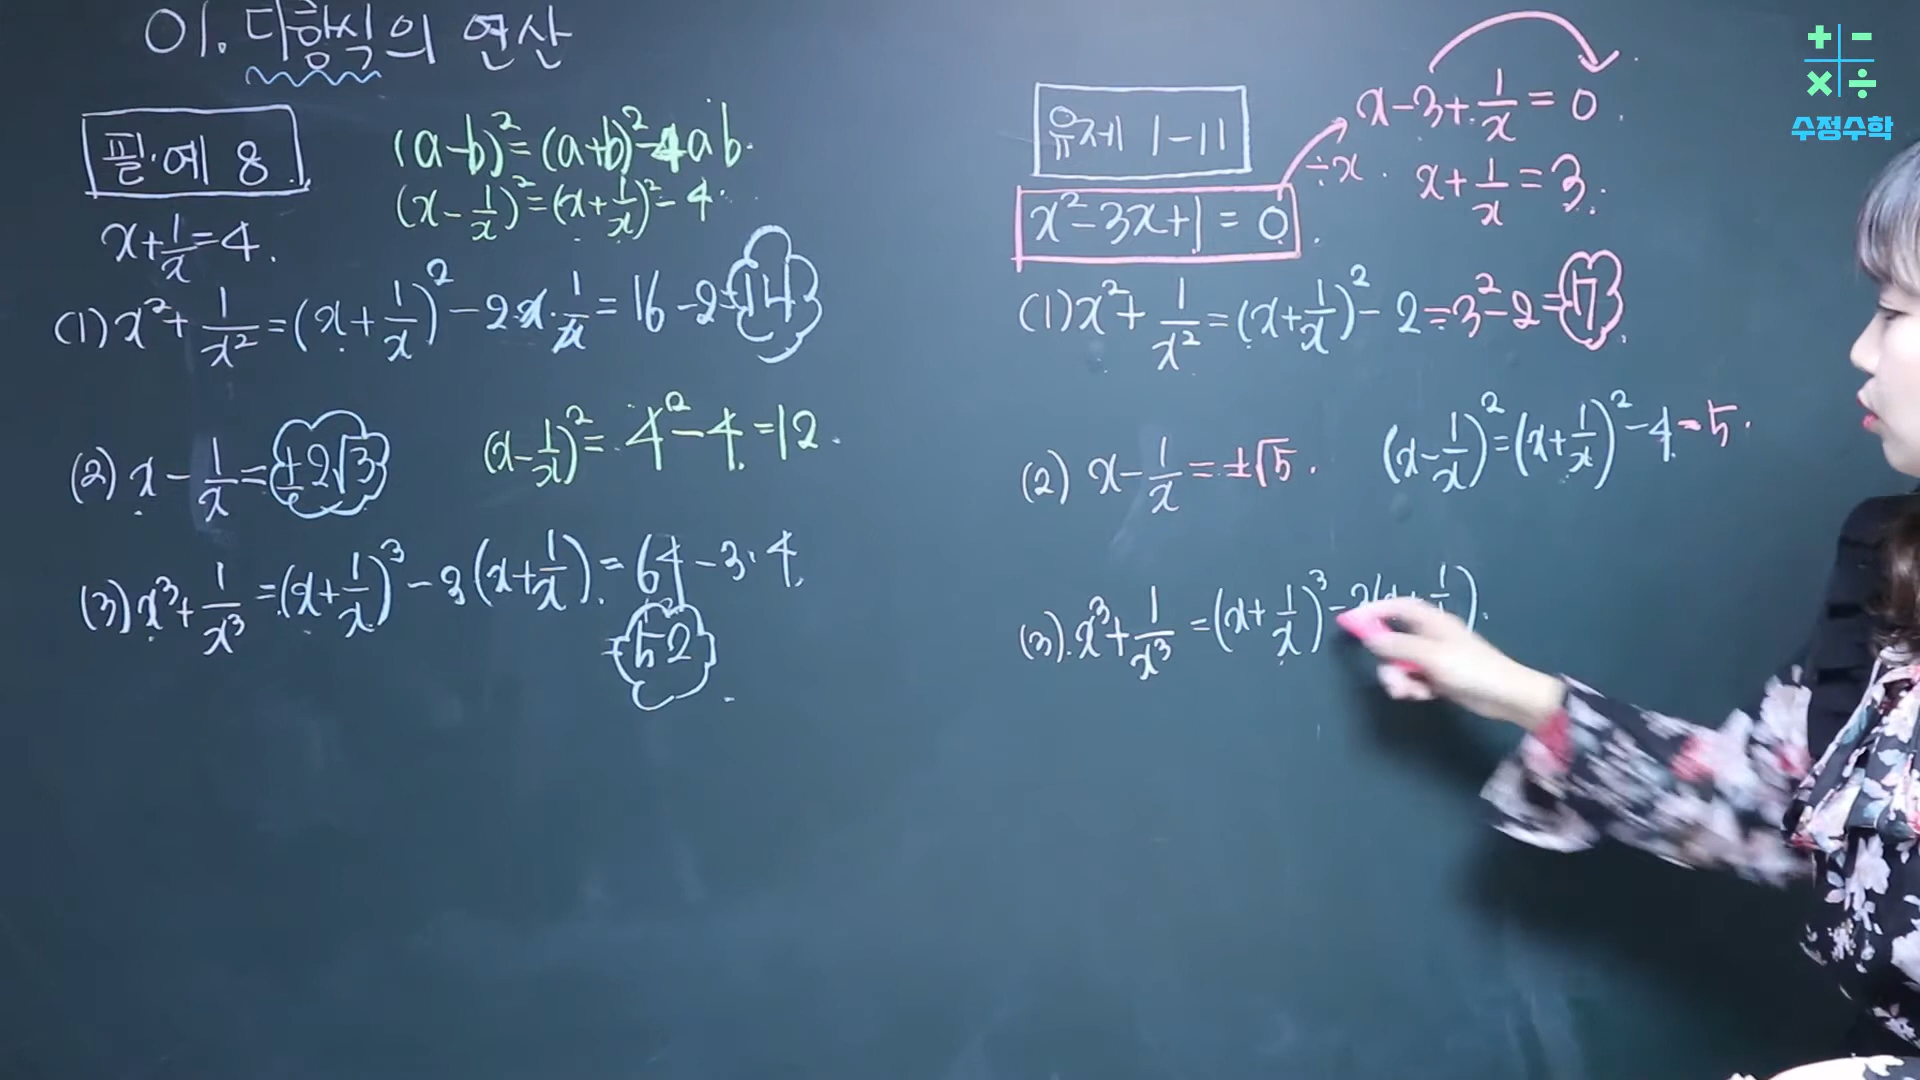 01. 다항식의 연산
필.예 8
(a-b)²=(a+b)²-4ab.
(x-1/x)²=(x+1/x)²-4.
x+1/x=4.
(1) x²+1/x²=(x+1/x)²-2·x·1/x=16-2=14
(2) x-1/x=±2√3
(x-1/x)²=4²-4=12.
(3) x³+1/x³=(x+1/x)³-3(x+1/x)=64-3·4
=52
유제 1-11
x-3+1/x=0
÷x.
x+1/x=3.
x²-3x+1=0
(1) x²+1/x²=(x+1/x)²-2=3²-2=7
(2) x-1/x=±√5.
(x-1/x)²=(x+1/x)²-4=5.
(3). x³+1/x³=(x+1/x)³
+ -
× ÷
수정수학